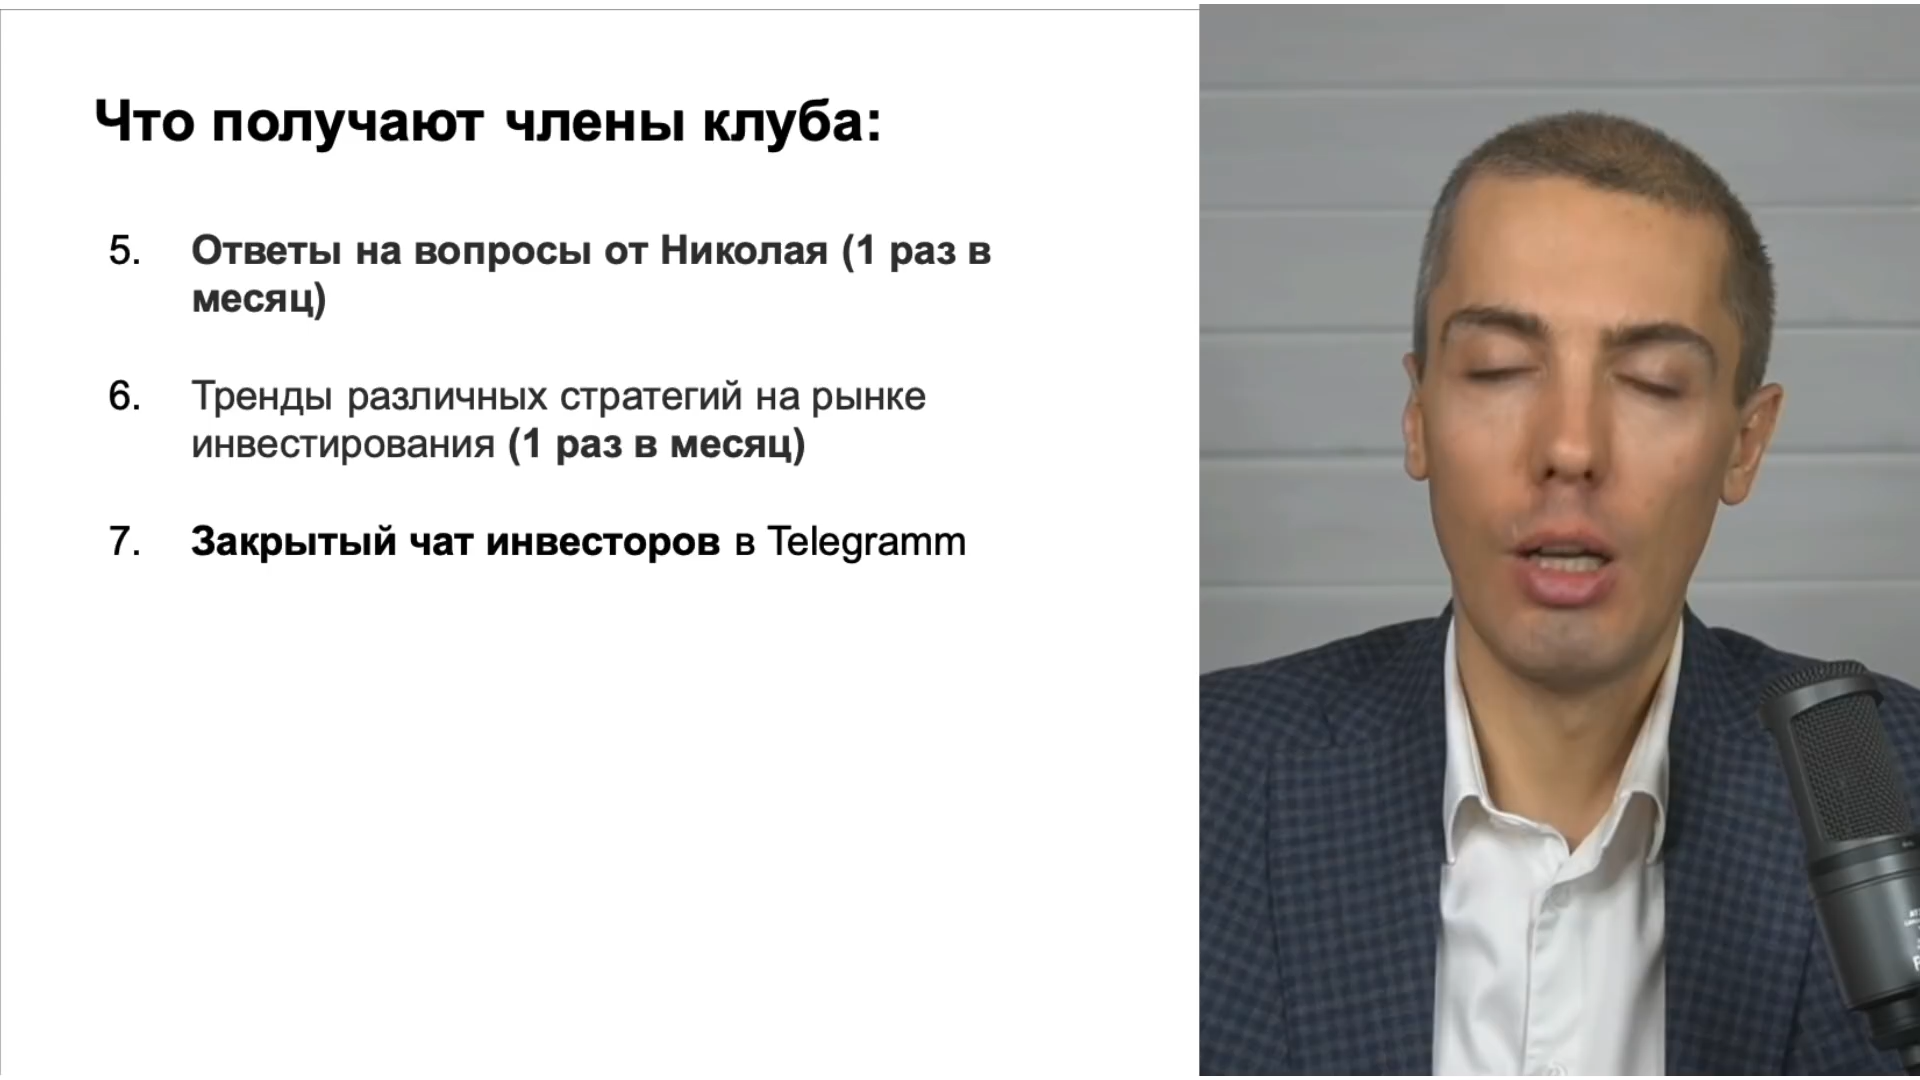 Что получают члены клуба:
5. Ответы на вопросы от Николая (1 раз в
месяц)
6. Тренды различных стратегий на рынке
инвестирования (1 раз в месяц)
7. Закрытый чат инвесторов в Telegramm